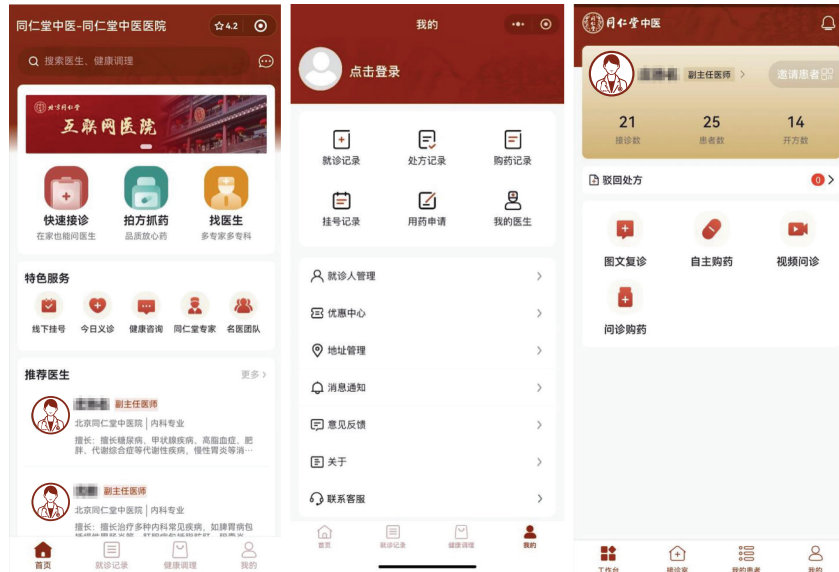 同仁堂中医-同仁堂中医医院
4.2
搜索医生、健康调理
北京同仁堂
互联网医院
快速接诊
拍方抓药
找医生
在家也能问医生
品质放心药
多专家多专科
特色服务
线下挂号
今日义诊
健康咨询
同仁堂专家
名医团队
推荐医生
更多
副主任医师
北京同仁堂中医院 | 内科专业
擅长：擅长糖尿病、甲状腺疾病、高脂血症、肥
胖、代谢综合征等代谢性疾病，慢性胃炎等消…
副主任医师
北京同仁堂中医院 | 内科专业
擅长：擅长治疗多种内科常见疾病，如脾胃病包
首页
就诊记录
健康调理
我的
我的
点击登录
就诊记录
处方记录
购药记录
挂号记录
用药申请
我的医生
就诊人管理
优惠中心
地址管理
消息通知
意见反馈
关于
联系客服
首页
就诊记录
健康调理
我的
同仁堂中医
副主任医师
邀请患者
21
25
14
接诊数
患者数
开方数
驳回处方
0
图文复诊
自主购药
视频问诊
问诊购药
工作台
接诊室
我的患者
我的